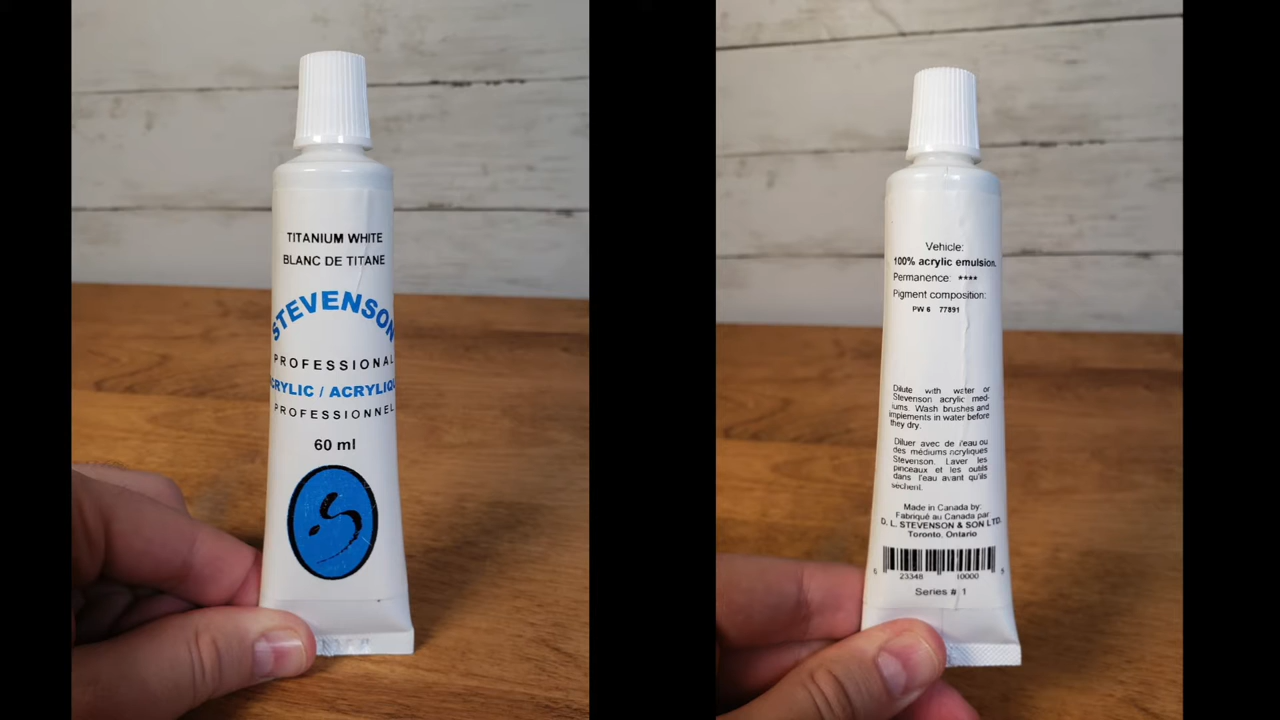 TITANIUM WHITE
BLANC DE TITANE
STEVENSON
PROFESSIONAL
CRYLIC / ACRYLIQU
PROFESSIONNEL
60 ml
Vehicle:
100% acrylic emulsion.
Permanence: ****
Pigment composition:
PW 6 77891
Dilute with water or
Stevenson acrylic med-
iums. Wash brushes and
implements in water before
they dry.
Diluer avec de l'eau ou
des médiums acryliques
Stevenson. Laver les
pinceaux et les outils
dans l'eau avant qu'ils
sèchent.
Made in Canada by:
Fabriqué au Canada par
D. L. STEVENSON & SON LTD.
Toronto, Ontario
6 23348 10000 5
Series # 1